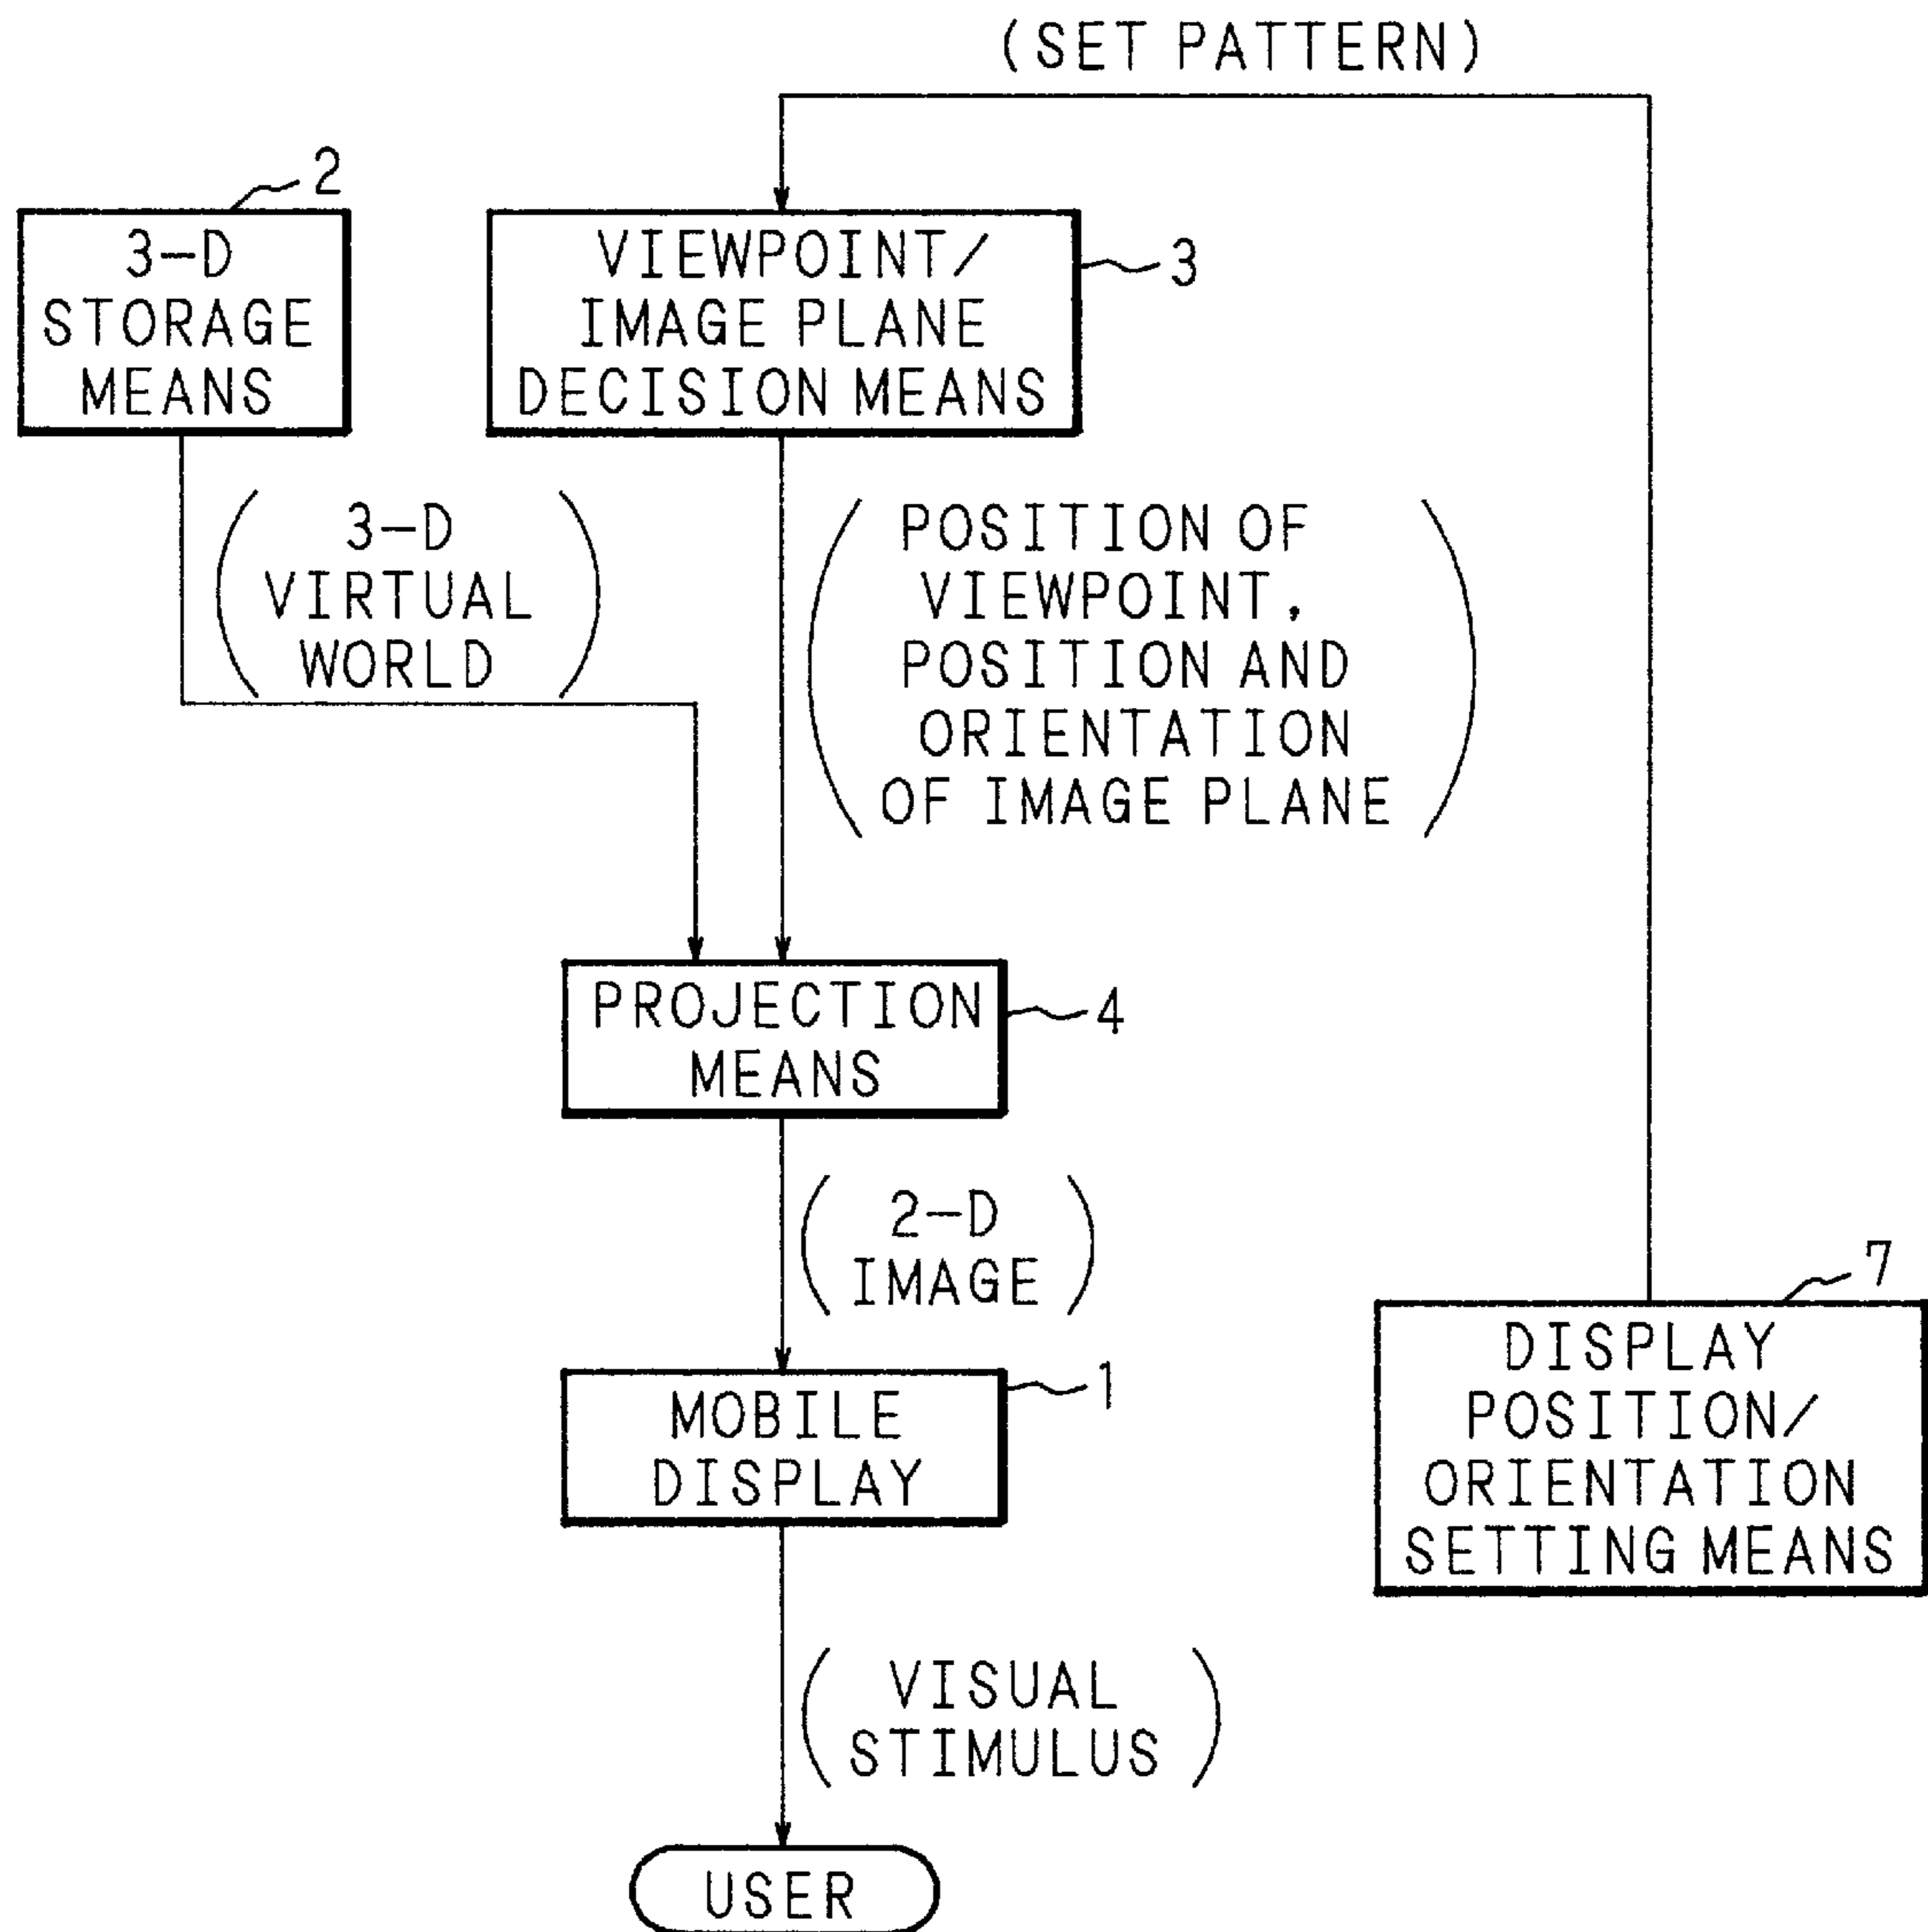 (SET PATTERN)
2
3-D
STORAGE
MEANS
VIEWPOINT/
IMAGE PLANE
DECISION MEANS
3
3-D
VIRTUAL
WORLD
POSITION OF
VIEWPOINT.
POSITION AND
ORIENTATION
OF IMAGE PLANE
PROJECTION
MEANS
4
2-D
IMAGE
MOBILE
DISPLAY
1
7
DISPLAY
POSITION/
ORIENTATION
SETTING MEANS
VISUAL
STIMULUS
USER